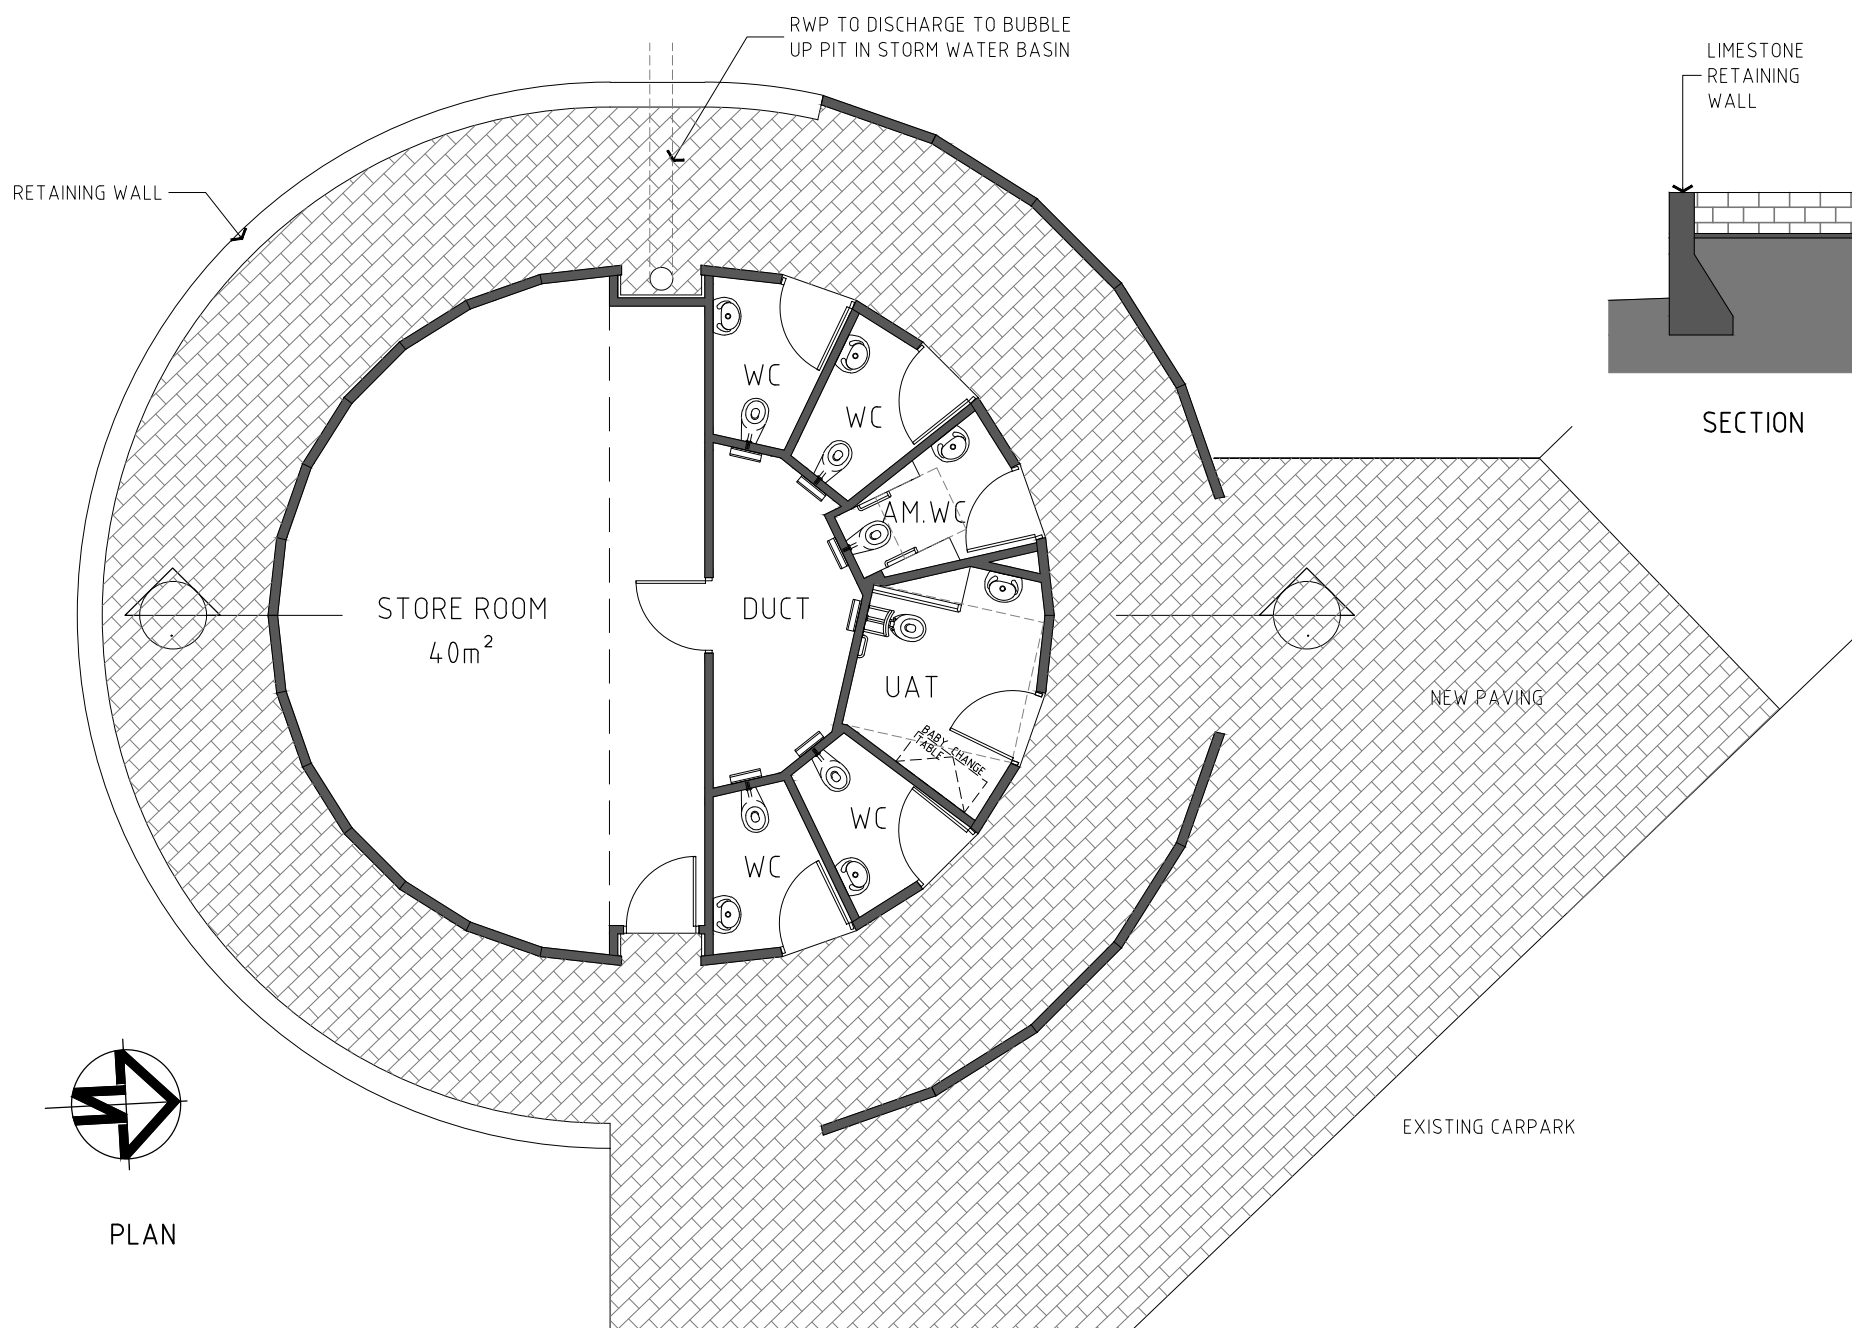 RWP TO DISCHARGE TO BUBBLE
UP PIT IN STORM WATER BASIN
LIMESTONE
RETAINING
WALL
RETAINING WALL
SECTION
WC
WC
AM.WC
STORE ROOM
40m²
DUCT
UAT
BABY CHANGE
TABLE
WC
WC
NEW PAVING
EXISTING CARPARK
N
PLAN